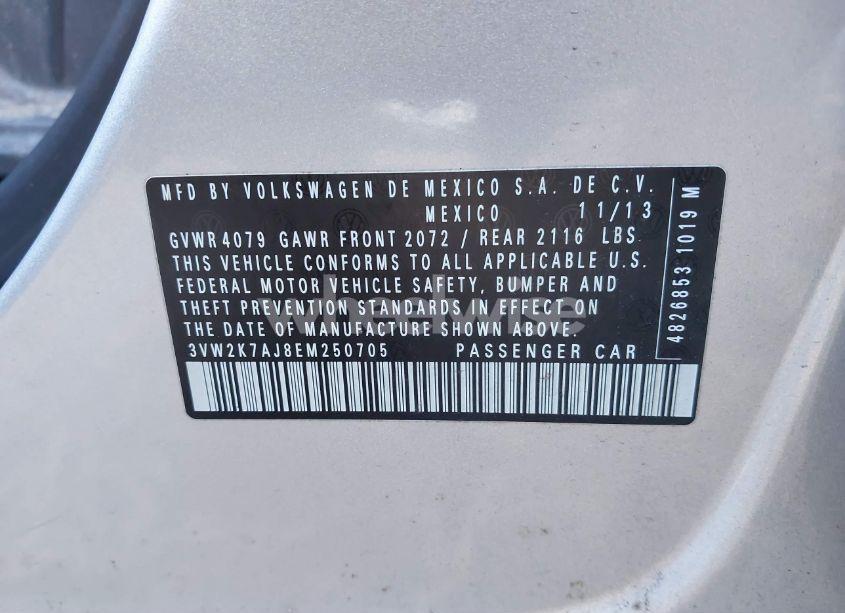 MFD BY VOLKSWAGEN DE MEXICO S.A. DE C.V.
MEXICO 11/13
GVWR 4079 GAWR FRONT 2072 / REAR 2116 LBS
THIS VEHICLE CONFORMS TO ALL APPLICABLE U.S.
FEDERAL MOTOR VEHICLE SAFETY, BUMPER AND
THEFT PREVENTION STANDARDS IN EFFECT ON
THE DATE OF MANUFACTURE SHOWN ABOVE.
3VW2K7AJ8EM250705 PASSENGER CAR
4826853 1019 M
wheelwise
wheelwise